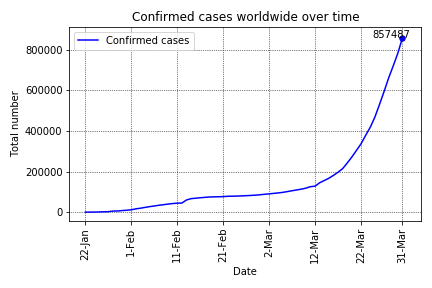 Confirmed cases worldwide over time
857487
Confirmed cases
800000
600000
400000
200000
0
Total number
22-Jan
1-Feb
11-Feb
21-Feb
2-Mar
12-Mar
22-Mar
31-Mar
Date